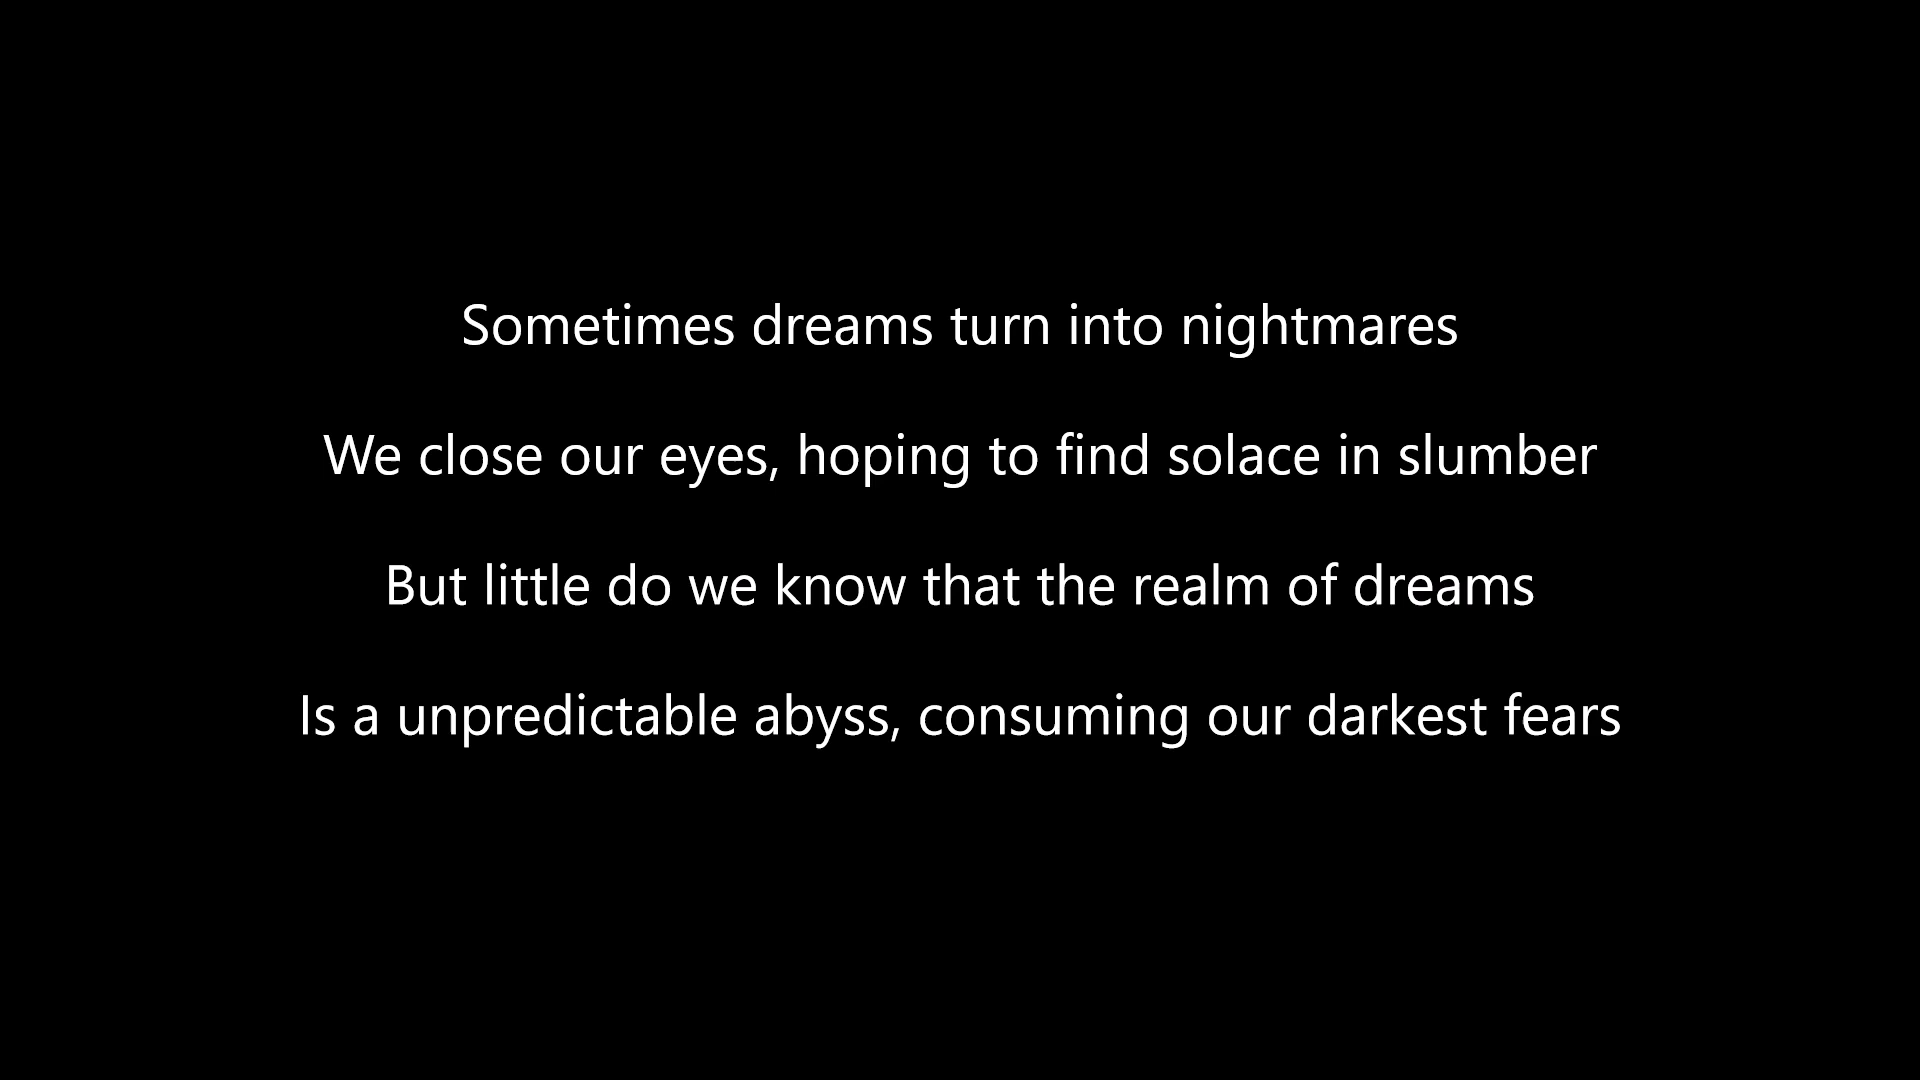 Sometimes dreams turn into nightmares
We close our eyes, hoping to find solace in slumber
But little do we know that the realm of dreams
Is a unpredictable abyss, consuming our darkest fears